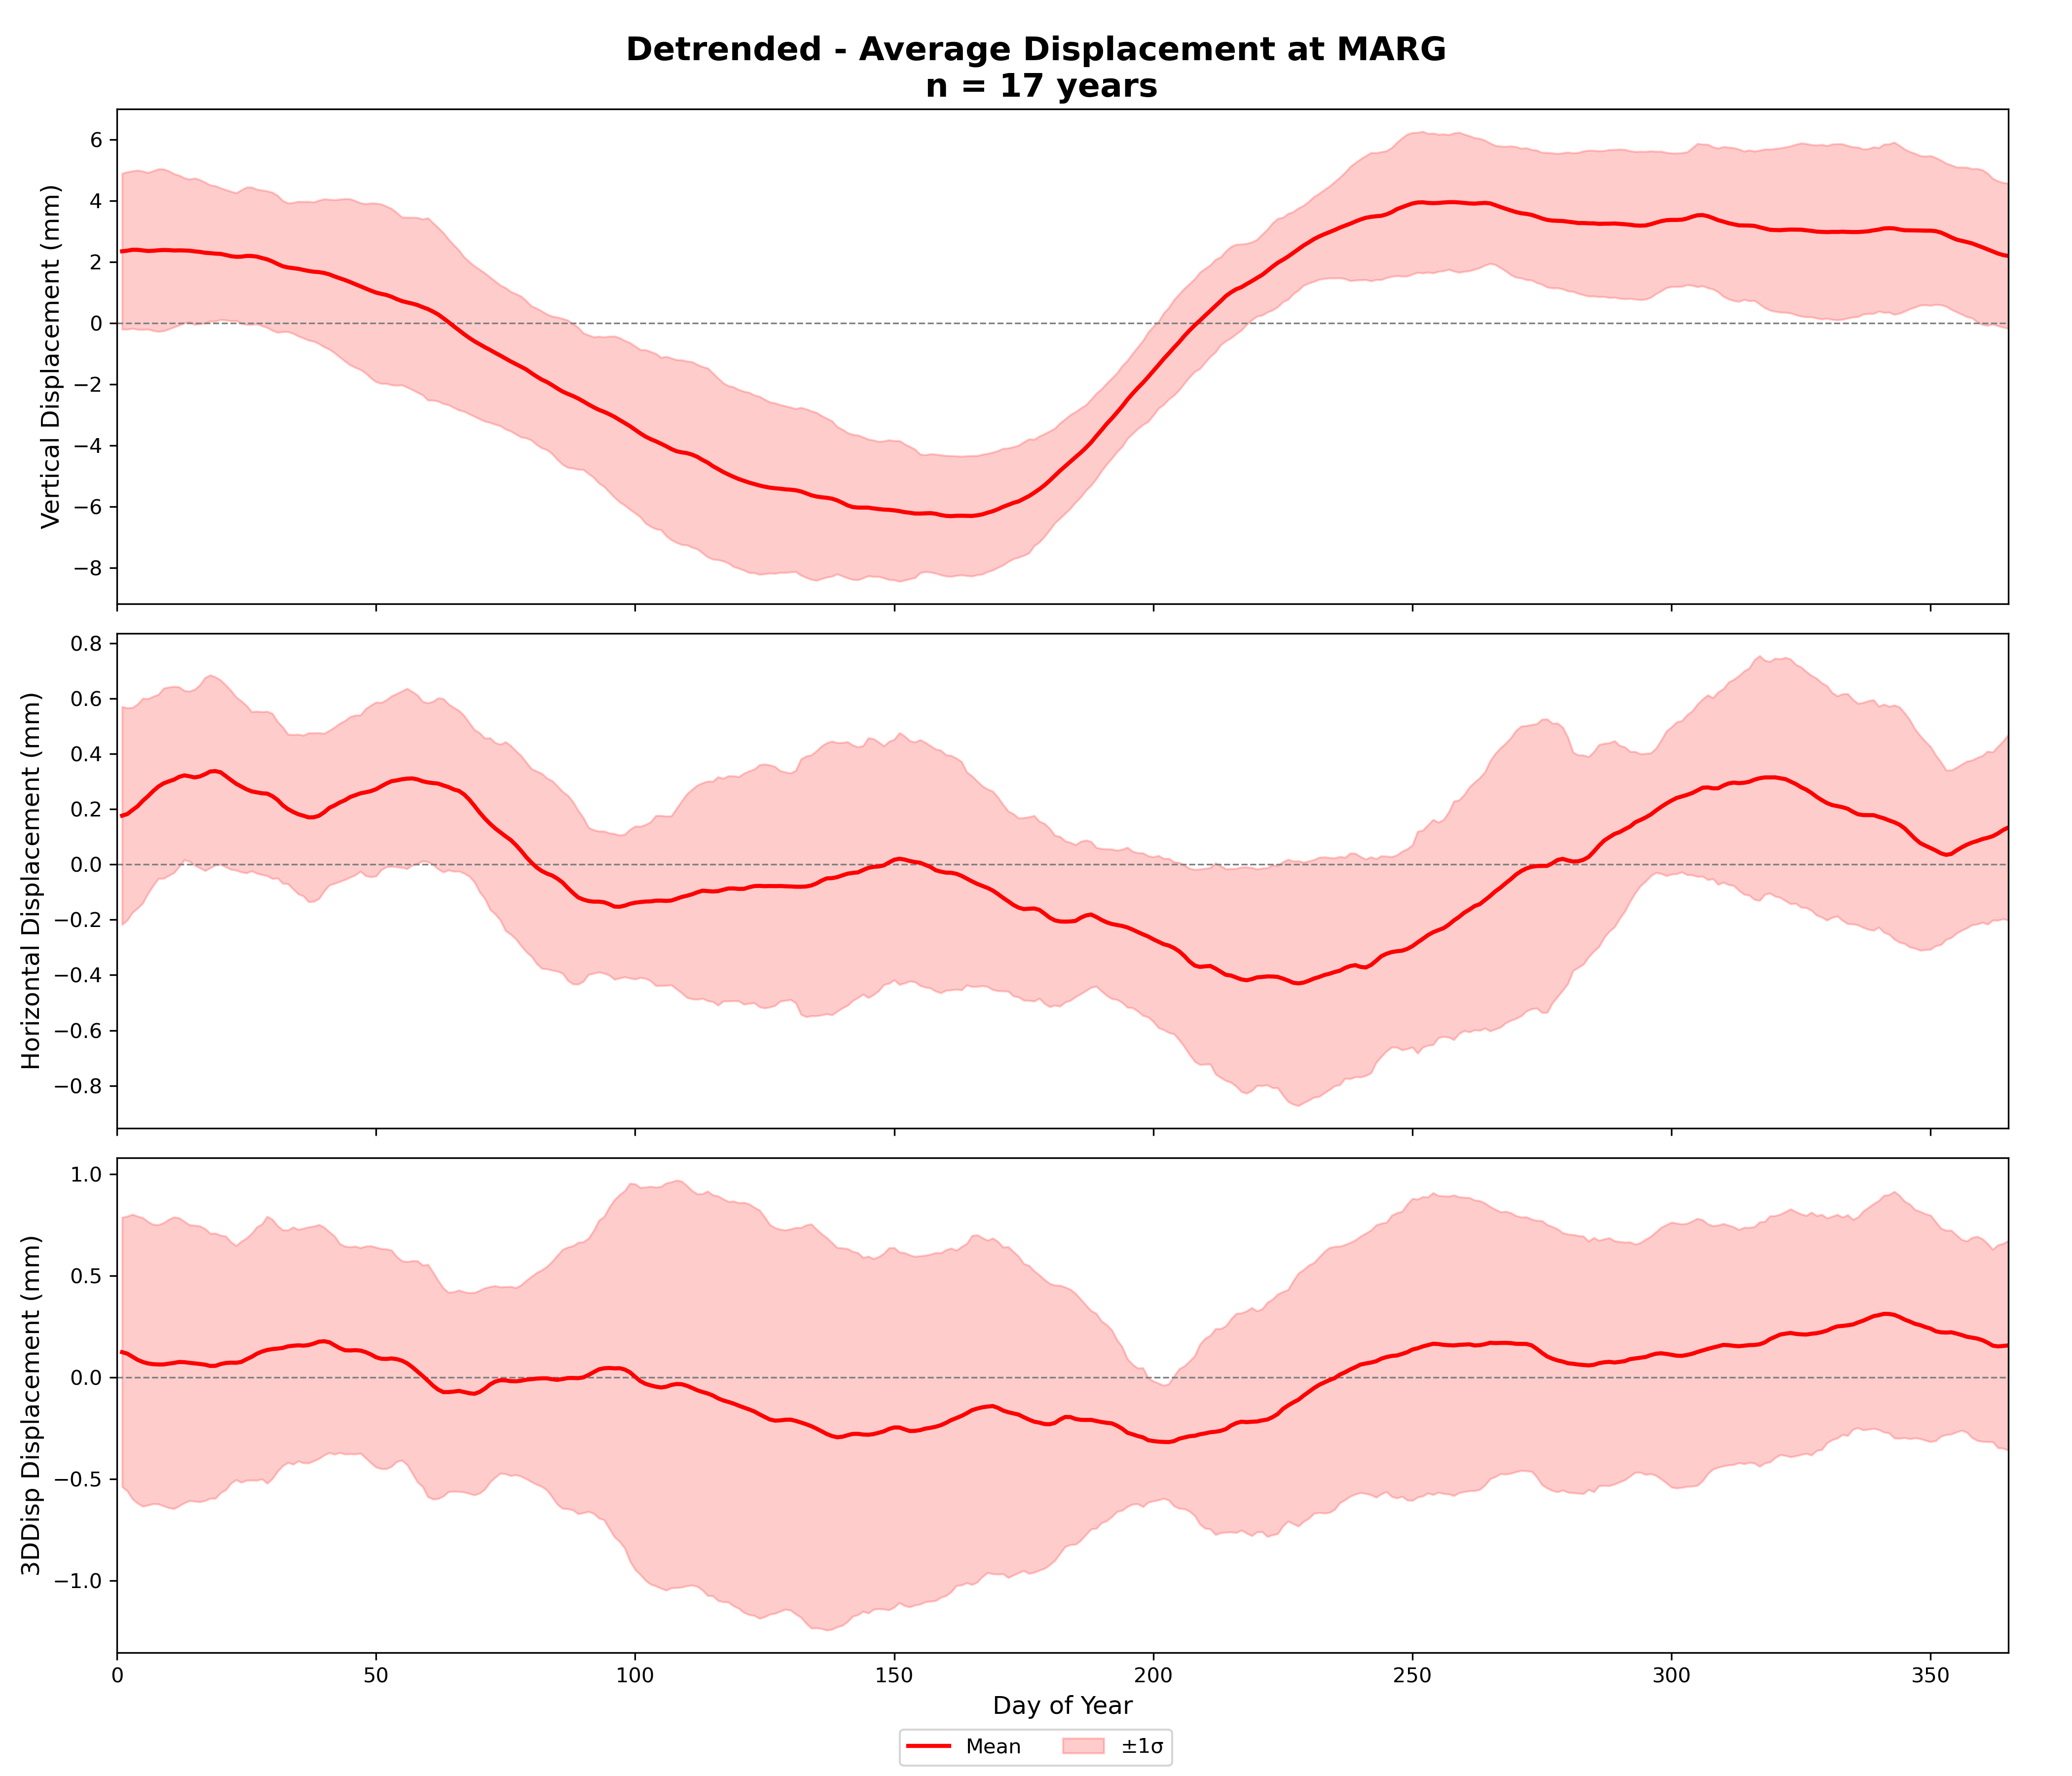 Detrended - Average Displacement at MARG
n = 17 years
Vertical Displacement (mm)
6
4
2
0
−2
−4
−6
−8
Horizontal Displacement (mm)
0.8
0.6
0.4
0.2
0.0
−0.2
−0.4
−0.6
−0.8
3DDisp Displacement (mm)
1.0
0.5
0.0
−0.5
−1.0
0 50 100 150 200 250 300 350
Day of Year
Mean ±1σ